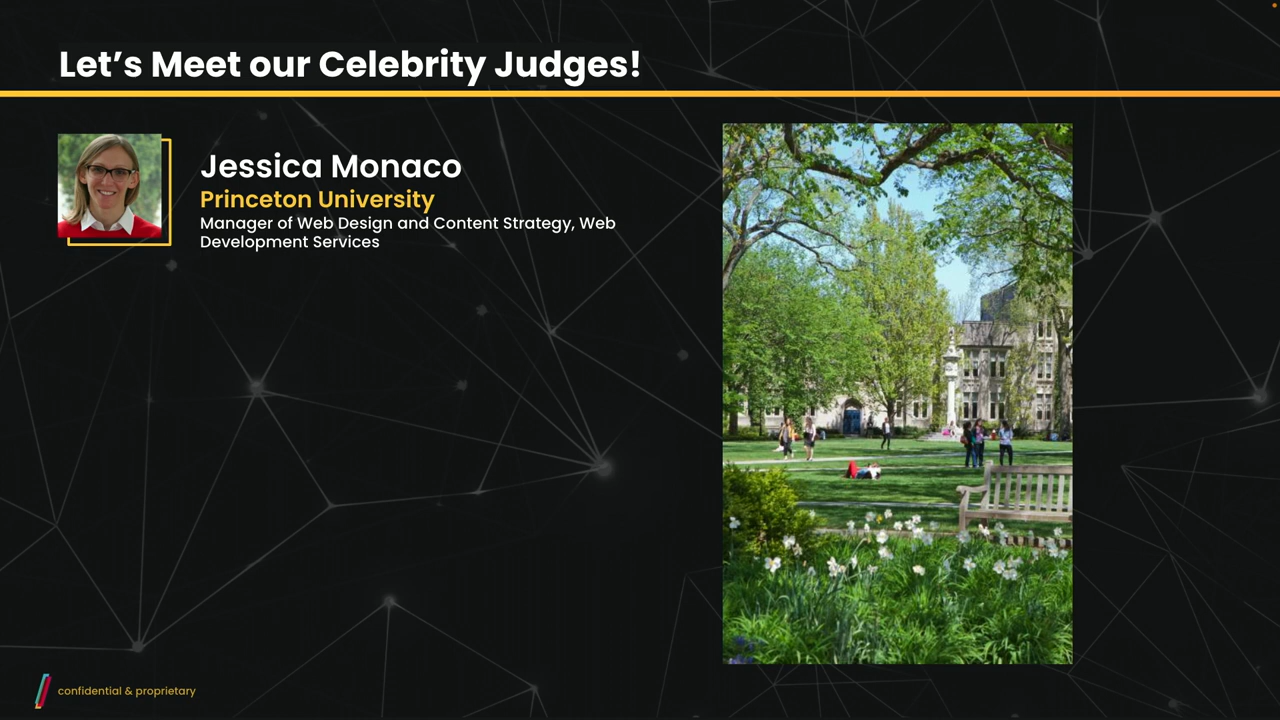 Let’s Meet our Celebrity Judges!
Jessica Monaco
Princeton University
Manager of Web Design and Content Strategy, Web
Development Services
confidential & proprietary